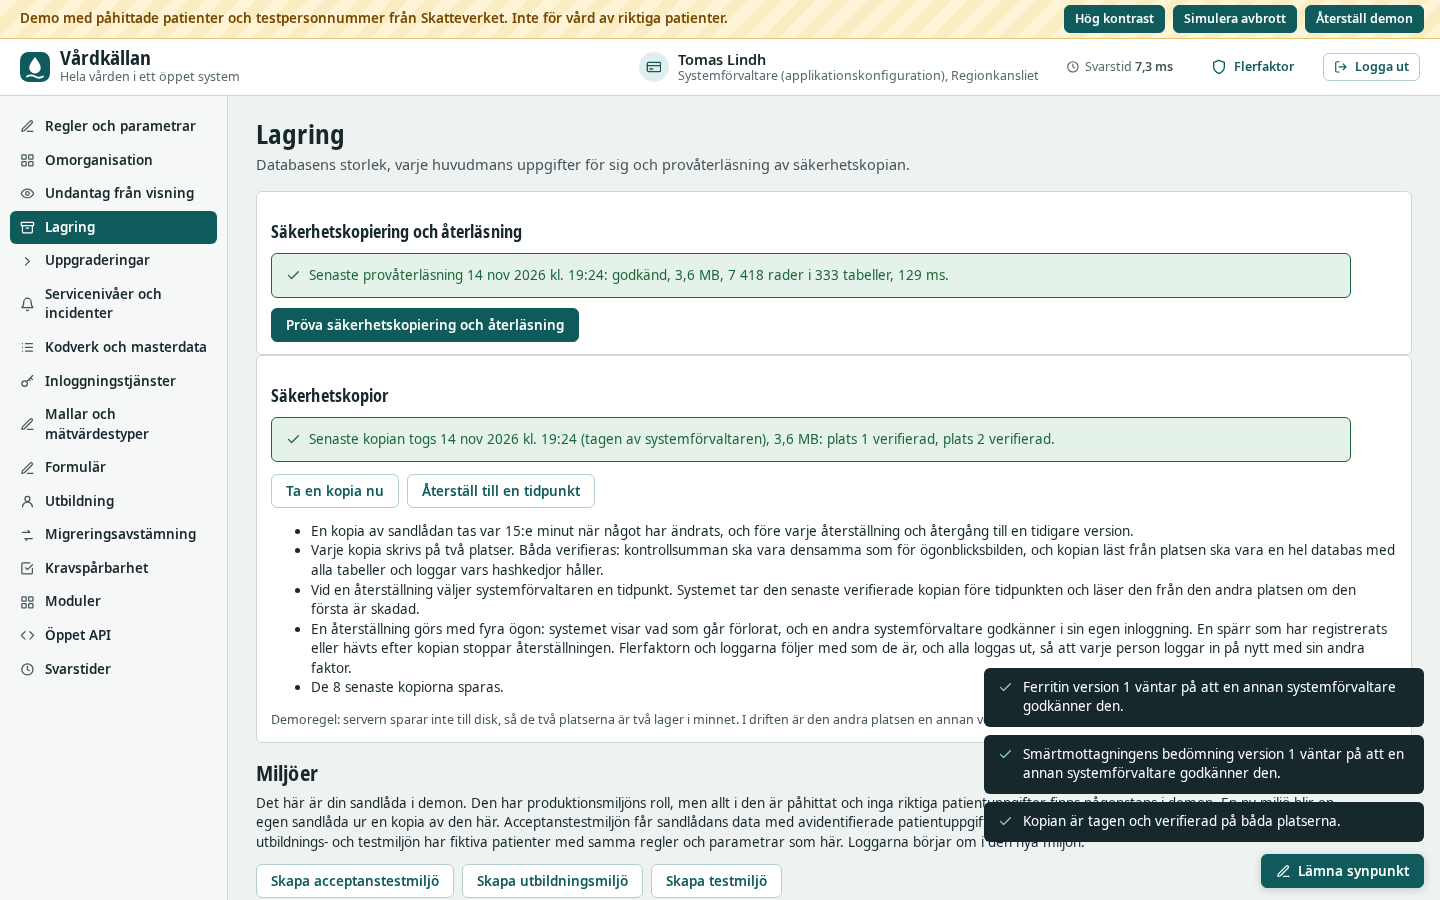 Demo med påhittade patienter och testpersonnummer från Skatteverket. Inte för vård av riktiga patienter.
Hög kontrast
Simulera avbrott
Återställ demon
Vårdkällan
Hela vården i ett öppet system
Tomas Lindh
Systemförvaltare (applikationskonfiguration), Regionkansliet
Svarstid 7,3 ms
Flerfaktor
Logga ut
Regler och parametrar
Omorganisation
Undantag från visning
Lagring
Uppgraderingar
Servicenivåer och
incidenter
Kodverk och masterdata
Inloggningstjänster
Mallar och
mätvärdestyper
Formulär
Utbildning
Migreringsavstämning
Kravspårbarhet
Moduler
Öppet API
Svarstider
Lagring
Databasens storlek, varje huvudmans uppgifter för sig och provåterläsning av säkerhetskopian.
Säkerhetskopiering och återläsning
Senaste provåterläsning 14 nov 2026 kl. 19:24: godkänd, 3,6 MB, 7 418 rader i 333 tabeller, 129 ms.
Pröva säkerhetskopiering och återläsning
Säkerhetskopior
Senaste kopian togs 14 nov 2026 kl. 19:24 (tagen av systemförvaltaren), 3,6 MB: plats 1 verifierad, plats 2 verifierad.
Ta en kopia nu
Återställ till en tidpunkt
En kopia av sandlådan tas var 15:e minut när något har ändrats, och före varje återställning och återgång till en tidigare version.
Varje kopia skrivs på två platser. Båda verifieras: kontrollsumman ska vara densamma som för ögonblicksbilden, och kopian läst från platsen ska vara en hel databas med
alla tabeller och loggar vars hashkedjor håller.
Vid en återställning väljer systemförvaltaren en tidpunkt. Systemet tar den senaste verifierade kopian före tidpunkten och läser den från den andra platsen om den
första är skadad.
En återställning görs med fyra ögon: systemet visar vad som går förlorat, och en andra systemförvaltare godkänner i sin egen inloggning. En spärr som har registrerats
eller hävts efter kopian stoppar återställningen. Flerfaktorn och loggarna följer med som de är, och alla loggas ut, så att varje person loggar in på nytt med sin andra
faktor.
De 8 senaste kopiorna sparas.
Demoregel: servern sparar inte till disk, så de två platserna är två lager i minnet. I driften är den andra platsen en annan
Miljöer
Det här är din sandlåda i demon. Den har produktionsmiljöns roll, men allt i den är påhittat och inga riktiga patientuppgifter finns någonstans i demon. En ny miljö blir en
egen sandlåda ur en kopia av den här. Acceptanstestmiljön får sandlådans data med avidentifierade
utbildnings- och testmiljön har fiktiva patienter med samma regler och parametrar som här. Loggarna börjar om i den nya miljön.
Skapa acceptanstestmiljö
Skapa utbildningsmiljö
Skapa testmiljö
Ferritin version 1 väntar på att en annan systemförvaltare
godkänner den.
Smärtmottagningens bedömning version 1 väntar på att en
annan systemförvaltare godkänner den.
Kopian är tagen och verifierad på båda platserna.
Lämna synpunkt